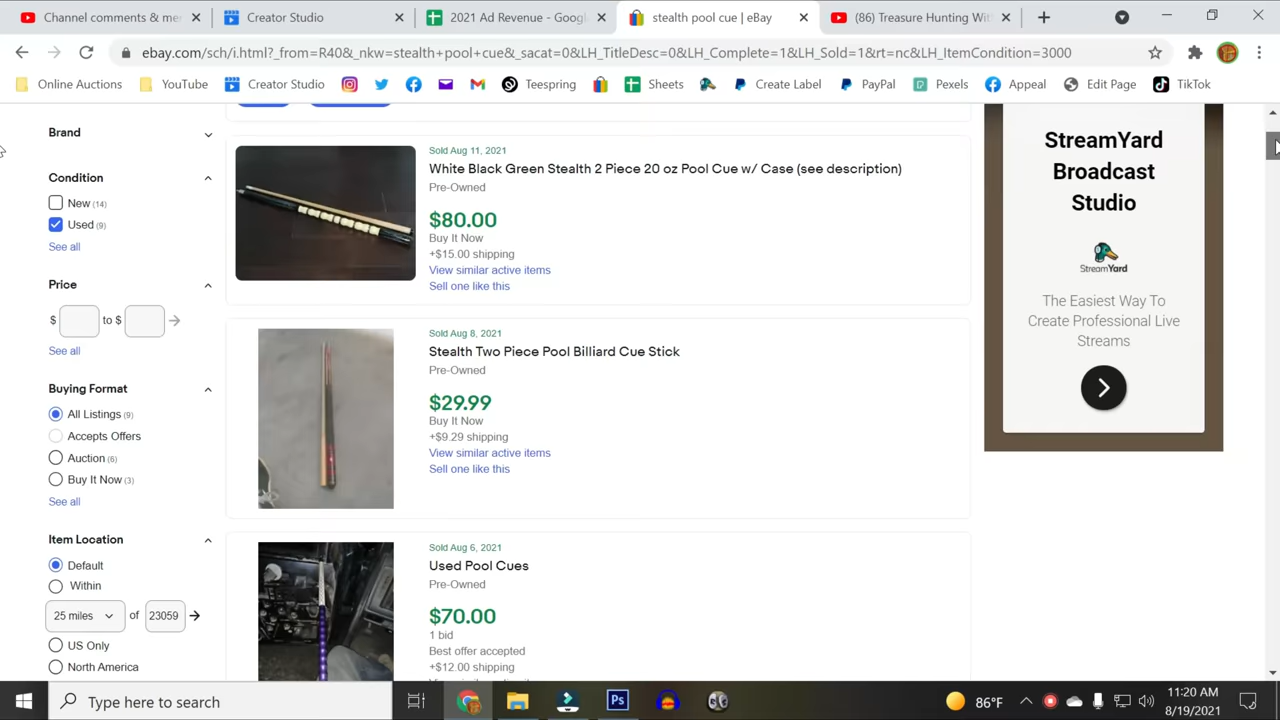 Channel comments & me
Creator Studio
2021 Ad Revenue - Googl
stealth pool cue | eBay
(86) Treasure Hunting Wit
ebay.com/sch/i.html?_from=R40&_nkw=stealth+pool+cue&_sacat=0&LH_TitleDesc=0&LH_Complete=1&LH_Sold=1&rt=nc&LH_ItemCondition=3000
Online Auctions
YouTube
Creator Studio
Teespring
Sheets
Create Label
PayPal
Pexels
Appeal
Edit Page
TikTok
Brand
Condition
New (14)
Used (9)
See all
Price
$ to $
See all
Buying Format
All Listings (9)
Accepts Offers
Auction (6)
Buy It Now (3)
See all
Item Location
Default
Within
25 miles of 23059
US Only
North America
Sold Aug 11, 2021
White Black Green Stealth 2 Piece 20 oz Pool Cue w/ Case (see description)
Pre-Owned
$80.00
Buy It Now
+$15.00 shipping
View similar active items
Sell one like this
Sold Aug 8, 2021
Stealth Two Piece Pool Billiard Cue Stick
Pre-Owned
$29.99
Buy It Now
+$9.29 shipping
View similar active items
Sell one like this
Sold Aug 6, 2021
Used Pool Cues
Pre-Owned
$70.00
1 bid
Best offer accepted
+$12.00 shipping
StreamYard
Broadcast
Studio
StreamYard
The Easiest Way To
Create Professional Live
Streams
Type here to search
Ps
86°F
11:20 AM
8/19/2021